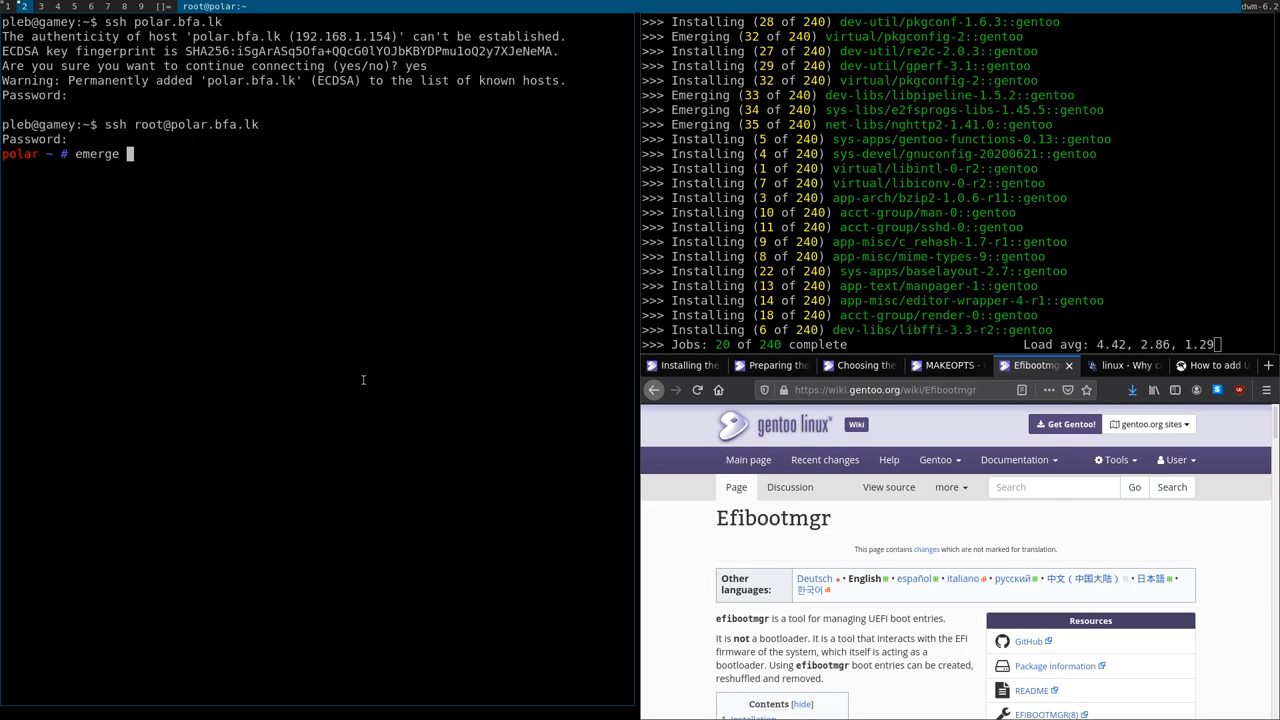 1 2 3 4 5 6 7 8 9 []= root@polar:~ dwm-6.2
pleb@gamey:~$ ssh polar.bfa.lk
The authenticity of host 'polar.bfa.lk (192.168.1.154)' can't be established.
ECDSA key fingerprint is SHA256:iSgArASq5Ofa+QQcG0lYOJbKBYDPmu1oQ2y7XJeNeMA.
Are you sure you want to continue connecting (yes/no)? yes
Warning: Permanently added 'polar.bfa.lk' (ECDSA) to the list of known hosts.
Password:
pleb@gamey:~$ ssh root@polar.bfa.lk
Password:
polar ~ # emerge
>>> Installing (28 of 240) dev-util/pkgconf-1.6.3::gentoo
>>> Emerging (32 of 240) virtual/pkgconfig-2::gentoo
>>> Installing (27 of 240) dev-util/re2c-2.0.3::gentoo
>>> Installing (29 of 240) dev-util/gperf-3.1::gentoo
>>> Installing (32 of 240) virtual/pkgconfig-2::gentoo
>>> Emerging (33 of 240) dev-libs/libpipeline-1.5.2::gentoo
>>> Emerging (34 of 240) sys-libs/e2fsprogs-libs-1.45.5::gentoo
>>> Emerging (35 of 240) net-libs/nghttp2-1.41.0::gentoo
>>> Installing (5 of 240) sys-apps/gentoo-functions-0.13::gentoo
>>> Installing (4 of 240) sys-devel/gnuconfig-20200621::gentoo
>>> Installing (1 of 240) virtual/libintl-0-r2::gentoo
>>> Installing (7 of 240) virtual/libiconv-0-r2::gentoo
>>> Installing (3 of 240) app-arch/bzip2-1.0.6-r11::gentoo
>>> Installing (10 of 240) acct-group/man-0::gentoo
>>> Installing (11 of 240) acct-group/sshd-0::gentoo
>>> Installing (9 of 240) app-misc/c_rehash-1.7-r1::gentoo
>>> Installing (8 of 240) app-misc/mime-types-9::gentoo
>>> Installing (22 of 240) sys-apps/baselayout-2.7::gentoo
>>> Installing (13 of 240) app-text/manpager-1::gentoo
>>> Installing (14 of 240) app-misc/editor-wrapper-4-r1::gentoo
>>> Installing (18 of 240) acct-group/render-0::gentoo
>>> Installing (6 of 240) dev-libs/libffi-3.3-r2::gentoo
>>> Jobs: 20 of 240 complete Load avg: 4.42, 2.86, 1.29
Installing the Preparing the Choosing the MAKEOPTS - Efibootmgr linux - Why c How to add U
https://wiki.gentoo.org/wiki/Efibootmgr
gentoo linux Wiki Get Gentoo! gentoo.org sites
Main page Recent changes Help Gentoo Documentation Tools User
Page Discussion View source more Search Go Search
Efibootmgr
This page contains changes which are not marked for translation.
Other languages:
Deutsch • English • español • italiano • русский • 中文（中国大陆） • 日本語 •
한국어
efibootmgr is a tool for managing UEFI boot entries.
It is not a bootloader. It is a tool that interacts with the EFI
firmware of the system, which itself is acting as a
bootloader. Using efibootmgr boot entries can be created,
reshuffled and removed.
Contents [hide]
1 Installation
Resources
GitHub
Package information
README
EFIBOOTMGR(8)